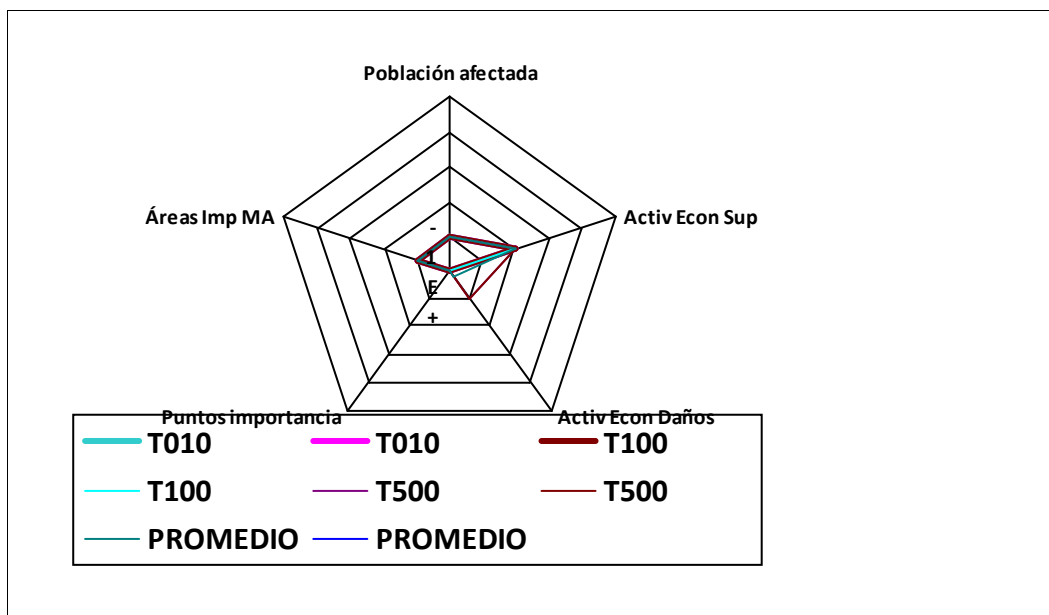 Población afectada
Áreas Imp MA
Activ Econ Sup
-
I
E
+
Puntos importancia
Activ Econ Daños
T010 T010 T100
T100 T500 T500
PROMEDIO PROMEDIO